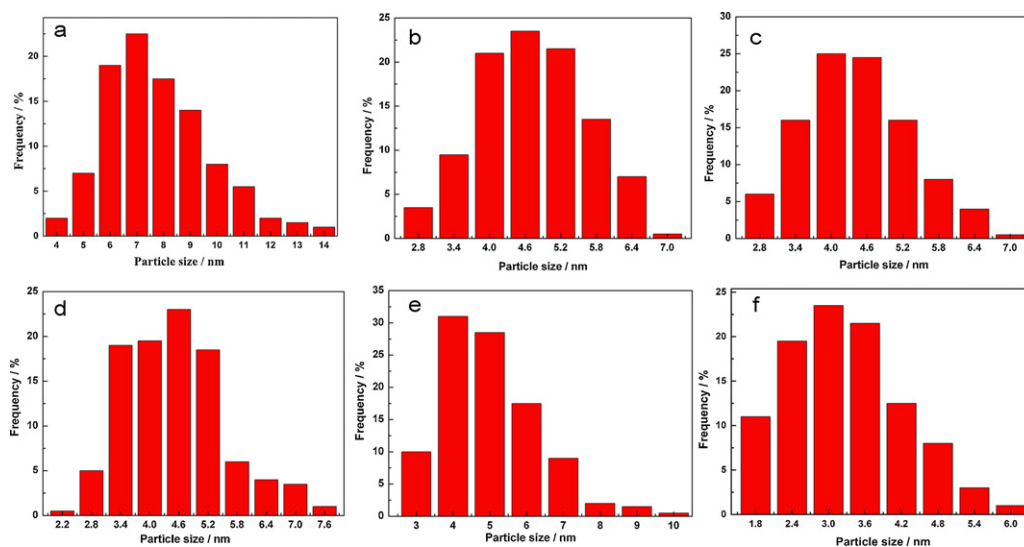 a
Frequency / %
20
15
10
5
0
4 5 6 7 8 9 10 11 12 13 14
Particle size / nm
b
Frequency / %
25
20
15
10
5
0
2.8 3.4 4.0 4.6 5.2 5.8 6.4 7.0
Particle size / nm
c
Frequency / %
30
25
20
15
10
5
0
2.8 3.4 4.0 4.6 5.2 5.8 6.4 7.0
Particle size / nm
d
Frequency / %
25
20
15
10
5
0
2.2 2.8 3.4 4.0 4.6 5.2 5.8 6.4 7.0 7.6
Particle size / nm
e
Frequency / %
35
30
25
20
15
10
5
0
3 4 5 6 7 8 9 10
Particle size / nm
f
Frequency / %
25
20
15
10
5
0
1.8 2.4 3.0 3.6 4.2 4.8 5.4 6.0
Particle size / nm